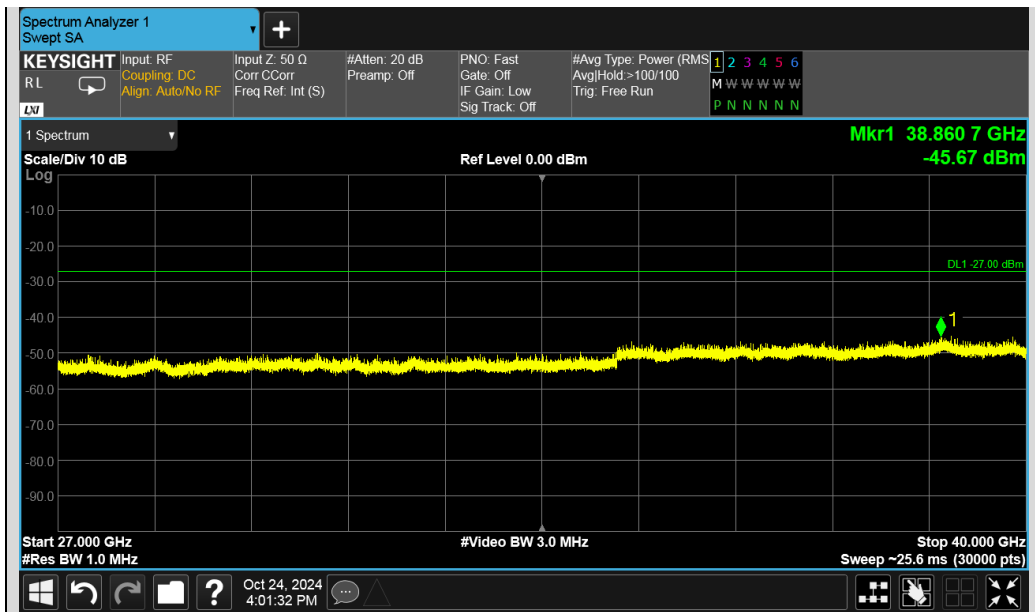 Spectrum Analyzer 1
Swept SA
+
KEYSIGHT
R L
LXI
Input: RF
Coupling: DC
Align: Auto/No RF
Input Z: 50 Ω
Corr CCorr
Freq Ref: Int (S)
#Atten: 20 dB
Preamp: Off
PNO: Fast
Gate: Off
IF Gain: Low
Sig Track: Off
#Avg Type: Power (RMS
Avg|Hold:>100/100
Trig: Free Run
1 2 3 4 5 6
M W W W W W
P N N N N N
1 Spectrum
Mkr1 38.860 7 GHz
Scale/Div 10 dB
Ref Level 0.00 dBm
-45.67 dBm
Log
-10.0
-20.0
DL1 -27.00 dBm
-30.0
-40.0
1
-50.0
-60.0
-70.0
-80.0
-90.0
Start 27.000 GHz
#Video BW 3.0 MHz
Stop 40.000 GHz
#Res BW 1.0 MHz
Sweep ~25.6 ms (30000 pts)
?
Oct 24, 2024
4:01:32 PM